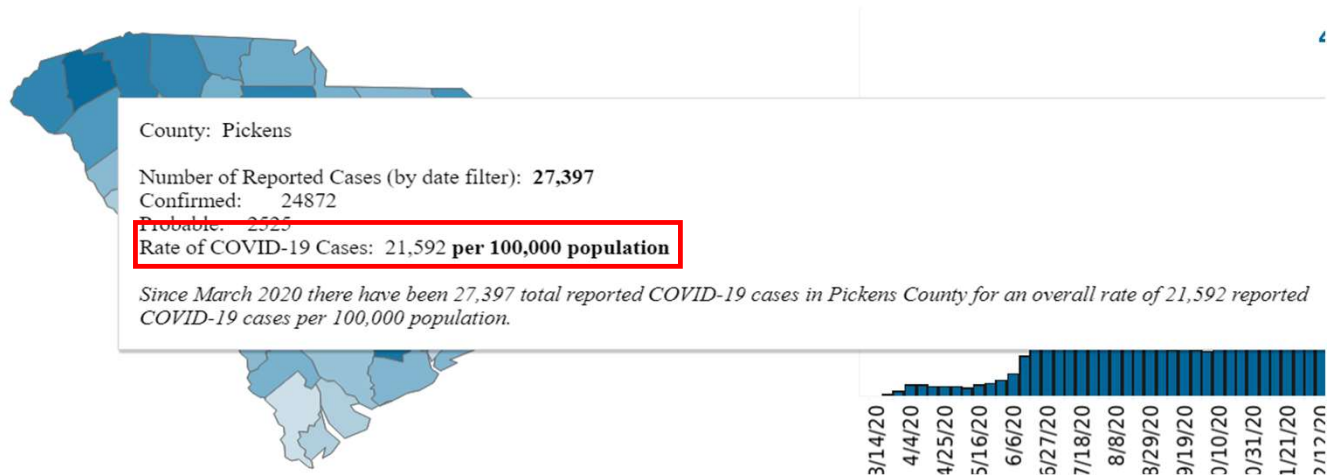 County: Pickens
Number of Reported Cases (by date filter): 27,397
Confirmed: 24872
Probable: 2525
Rate of COVID-19 Cases: 21,592 per 100,000 population
Since March 2020 there have been 27,397 total reported COVID-19 cases in Pickens County for an overall rate of 21,592 reported
COVID-19 cases per 100,000 population.
4/4/20
6/6/20
8/8/20